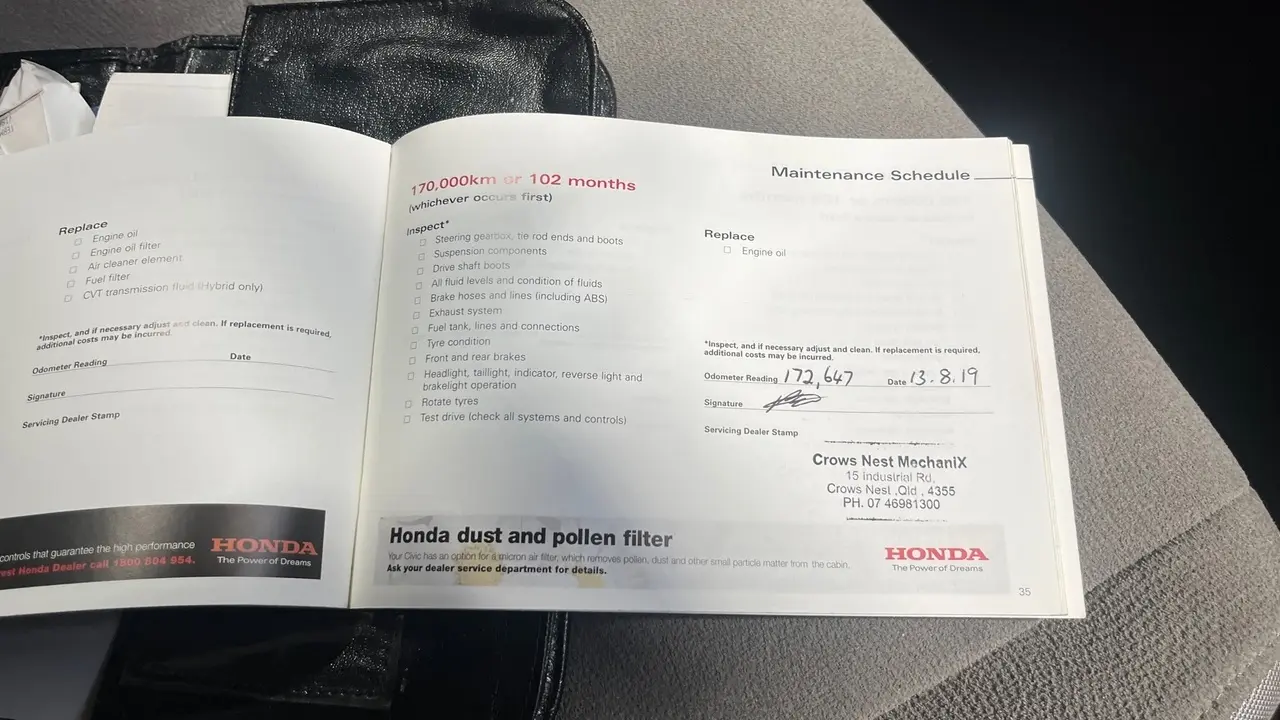 Replace
☐ Engine oil
☐ Engine oil filter
☐ Air cleaner element
☐ Fuel filter
☐ CVT transmission fluid (Hybrid only)
*Inspect, and if necessary adjust and clean. If replacement is required,
additional costs may be incurred.
Odometer Reading Date
Signature
Servicing Dealer Stamp
controls that guarantee the high performance
est Honda Dealer call 1800 804 954.
HONDA
The Power of Dreams
Maintenance Schedule
170,000km or 102 months
(whichever occurs first)
Inspect*
☐ Steering gearbox, tie rod ends and boots
☐ Suspension components
☐ Drive shaft boots
☐ All fluid levels and condition of fluids
☐ Brake hoses and lines (including ABS)
☐ Exhaust system
☐ Fuel tank, lines and connections
☐ Tyre condition
☐ Front and rear brakes
☐ Headlight, taillight, indicator, reverse light and
brakelight operation
☐ Rotate tyres
☐ Test drive (check all systems and controls)
Replace
☐ Engine oil
*Inspect, and if necessary adjust and clean. If replacement is required,
additional costs may be incurred.
Odometer Reading 172,647 Date 13.8.19
Signature
Servicing Dealer Stamp
Crows Nest MechaniX
15 industrial Rd,
Crows Nest ,Qld , 4355
PH. 07 46981300
Honda dust and pollen filter
Your Civic has an option for a micron air filter, which removes pollen, dust and other small particle matter from the cabin.
Ask your dealer service department for details.
HONDA
The Power of Dreams
35